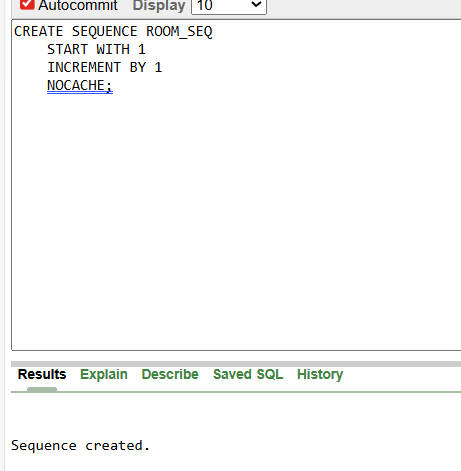 Autocommit Display 10
CREATE SEQUENCE ROOM_SEQ
    START WITH 1
    INCREMENT BY 1
    NOCACHE;
Results Explain Describe Saved SQL History
Sequence created.